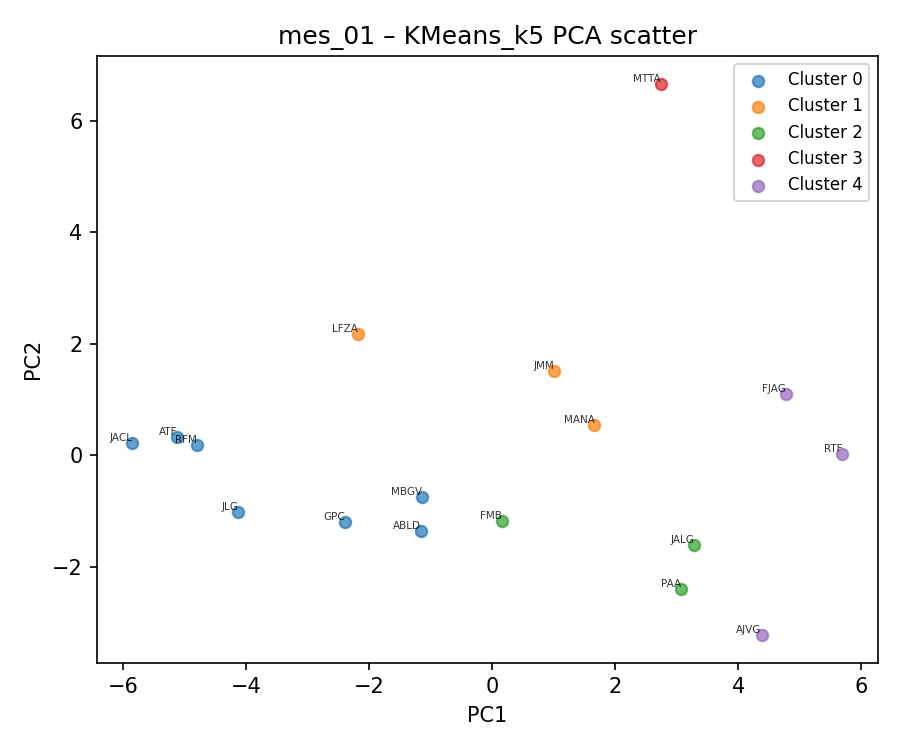 mes_01 – KMeans_k5 PCA scatter
Cluster 0
Cluster 1
Cluster 2
Cluster 3
Cluster 4
MTTA
LFZA
JMM
FJAG
MANA
JACL
ATF
RFM
RTF
MBGV
JLG
GPC
ABLD
FMB
JALG
PAA
AJVG
6
4
2
0
−2
PC2
−6
−4
−2
0
2
4
6
PC1